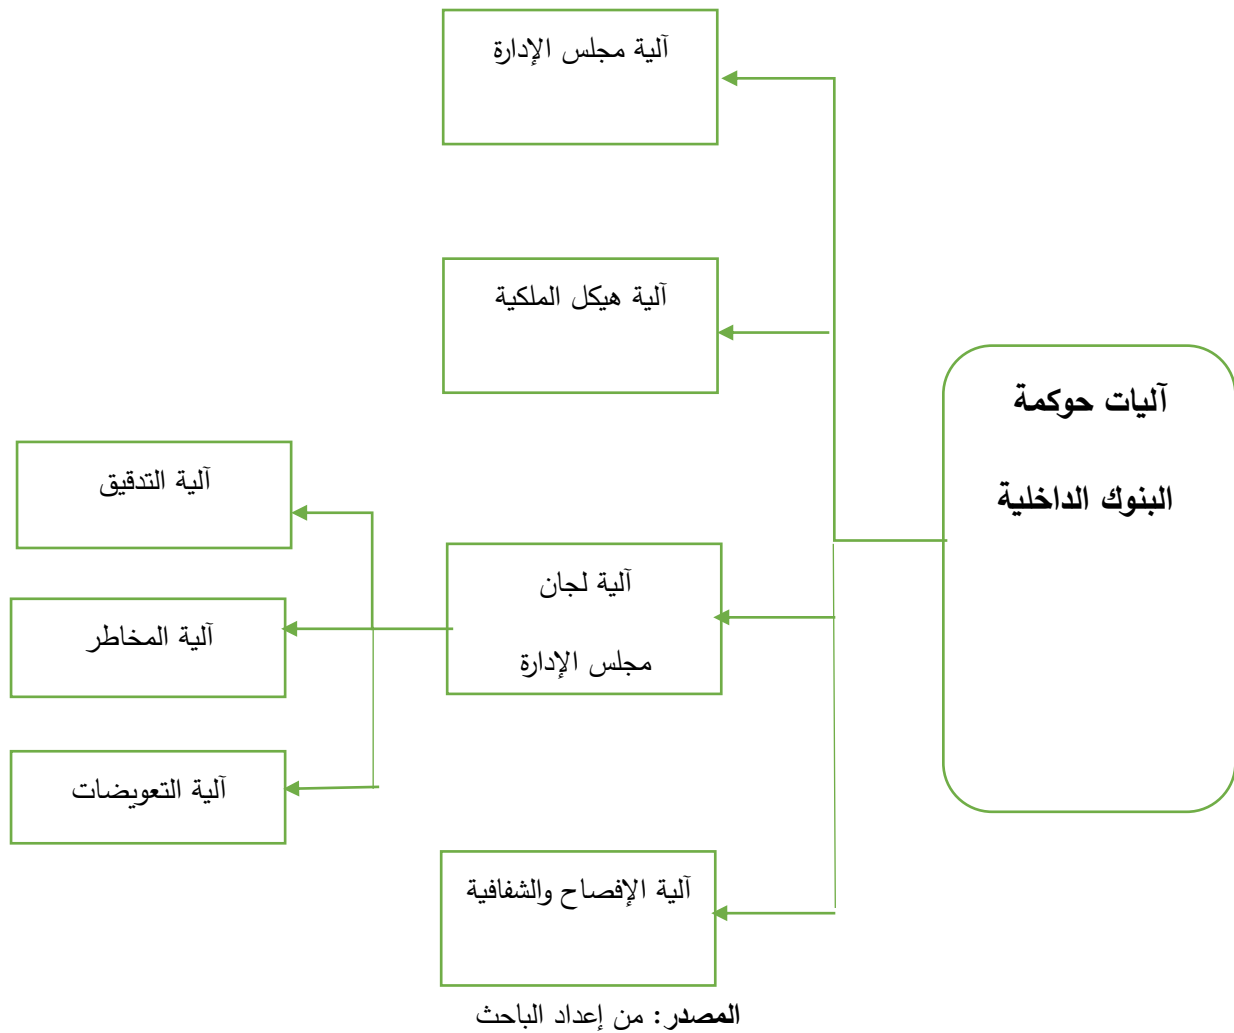 آلية مجلس الإدارة
آلية هيكل الملكية
آليات حوكمة
البنوك الداخلية
آلية التدقيق
آلية لجان
مجلس الإدارة
آلية المخاطر
آلية التعويضات
آلية الإفصاح والشفافية
المصدر: من إعداد الباحث